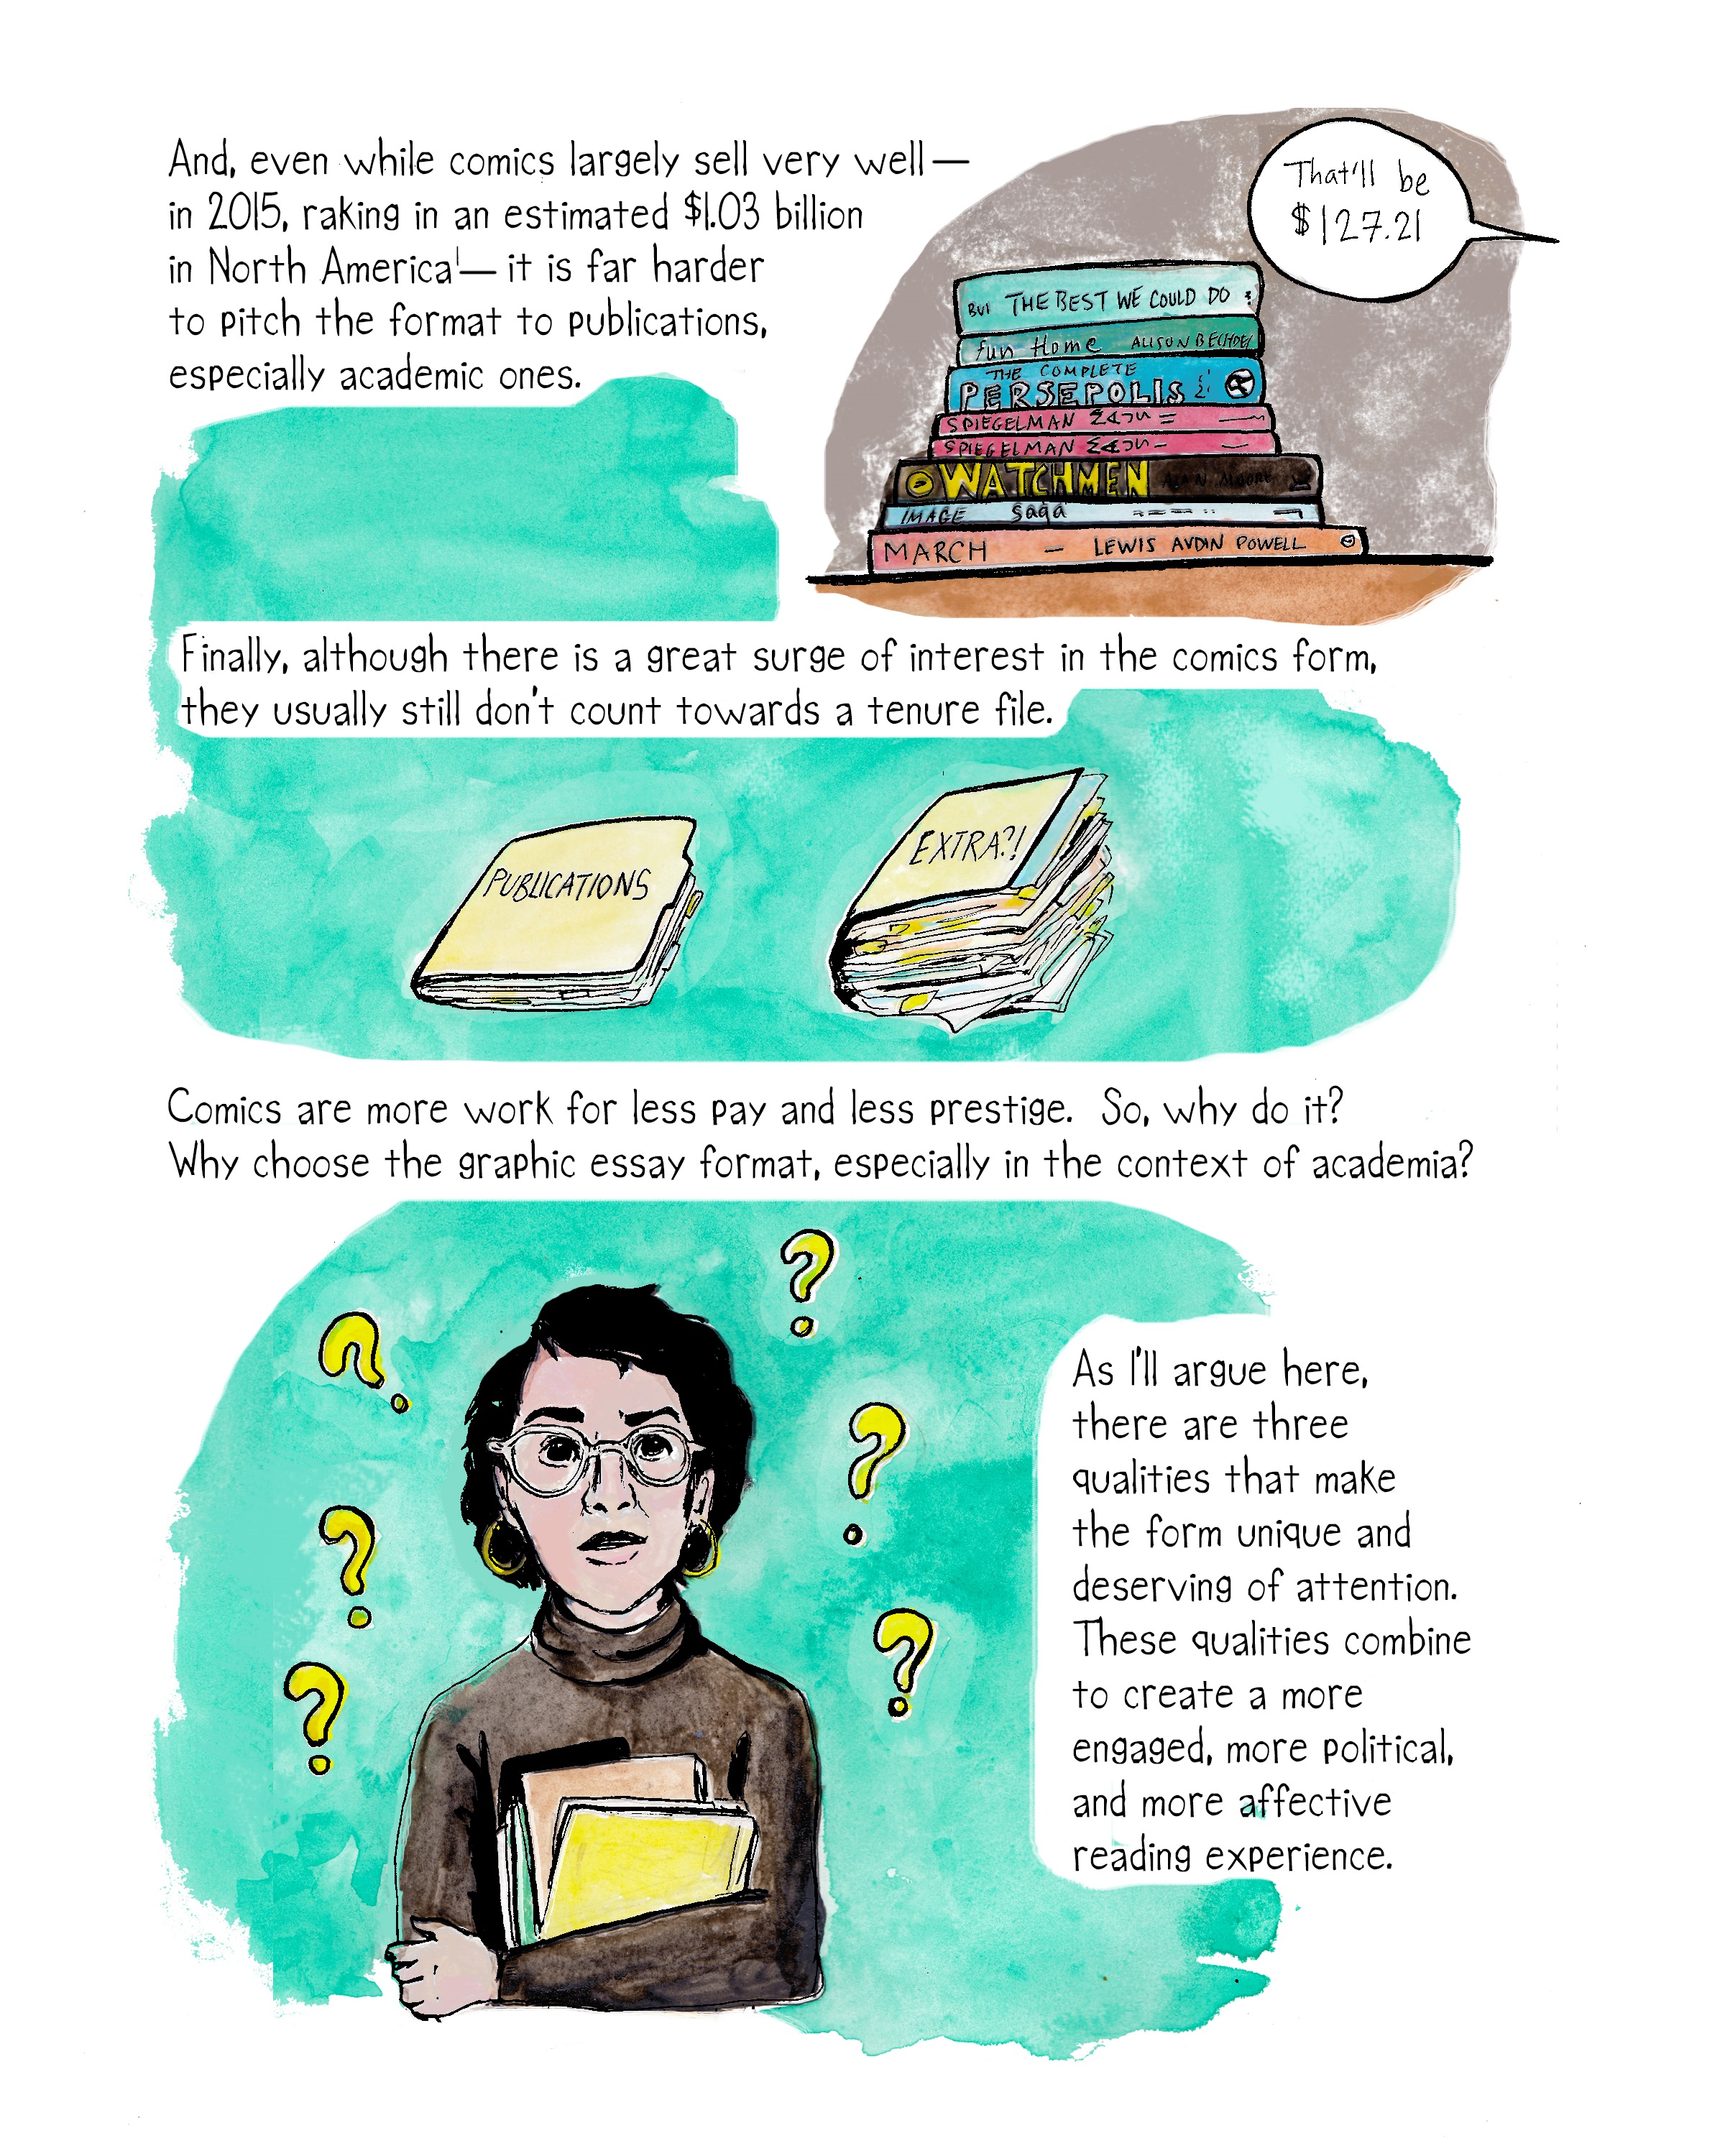 And, even while comics largely sell very well—
in 2015, raking in an estimated $1.03 billion
in North America¹— it is far harder
to pitch the format to publications,
especially academic ones.
That'll be
$127.21
BUI THE BEST WE COULD DO
fun Home ALISON BECHDEL
THE COMPLETE
PERSEPOLIS
SPIEGELMAN
SPIEGELMAN
WATCHMEN ALAN MOORE
IMAGE Saga
MARCH — LEWIS AYDIN POWELL
Finally, although there is a great surge of interest in the comics form,
they usually still don't count towards a tenure file.
PUBLICATIONS
EXTRA?!
Comics are more work for less pay and less prestige. So, why do it?
Why choose the graphic essay format, especially in the context of academia?
As I'll argue here,
there are three
qualities that make
the form unique and
deserving of attention.
These qualities combine
to create a more
engaged, more political,
and more affective
reading experience.